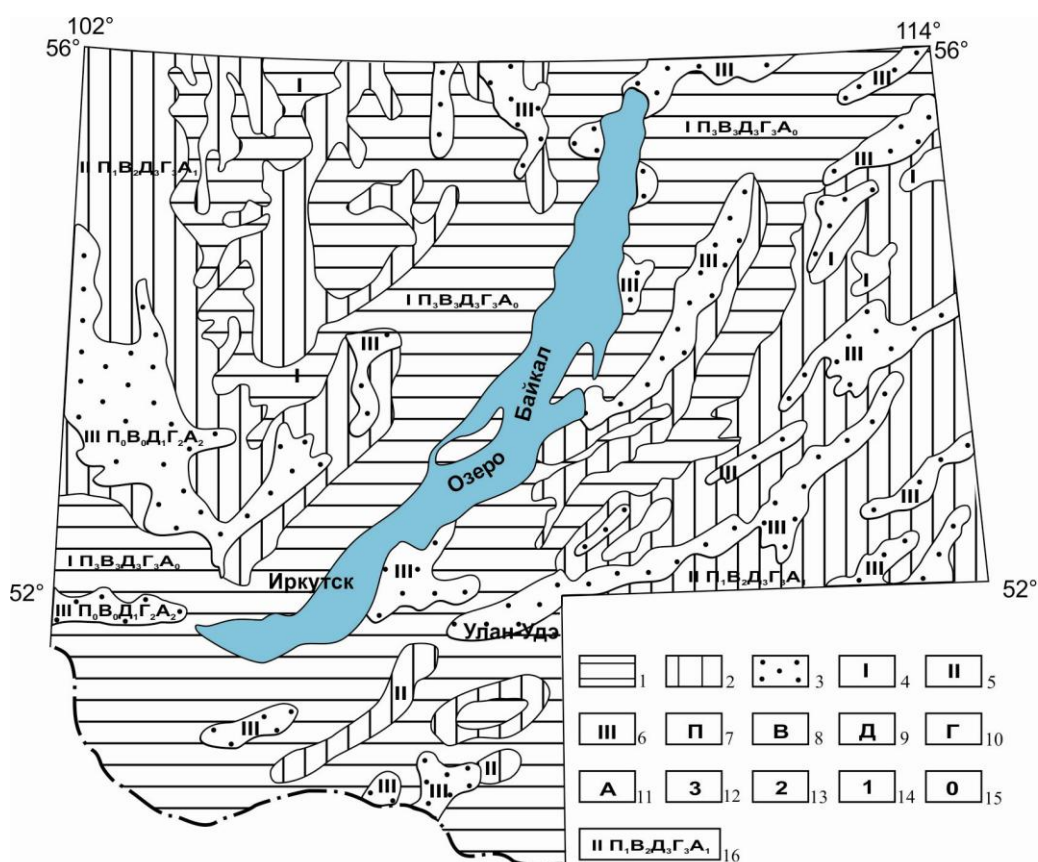 102°
114°
56°
56°
III
III
I
III
I П₃В₃Д₃Г₃А₀
II П₁В₂Д₃Г₃А₁
III
I
III
I
III
I
I П₃В₃Д₃Г₃А₀
III
III
I
Байкал
III П₀В₀Д₁Г₂А₂
Озеро
III
III
III
I П₃В₃Д₃Г₃А₀
Иркутск
III
II П₁В₂Д₃Г₃А₁
III
52°
52°
III П₀В₀Д₁Г₂А₂
Улан-Удэ
II
III
II
III
III
1
2
3
I 4
II 5
III 6
П 7
В 8
Д 9
Г 10
А 11
3 12
2 13
1 14
0 15
II П₁В₂Д₃Г₃А₁ 16